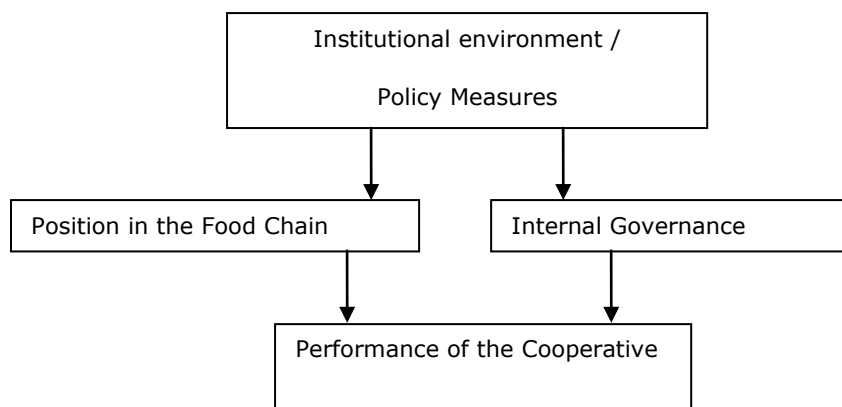 Institutional environment /
Policy Measures
Position in the Food Chain
Internal Governance
Performance of the Cooperative